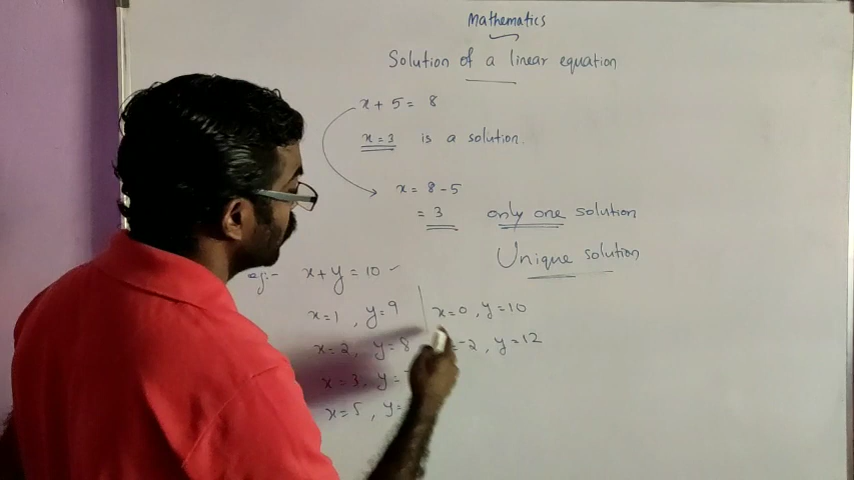 Mathematics
Solution of a linear equation
x + 5 = 8
x = 3 is a solution.
x = 8 - 5
= 3 only one solution
Unique solution
eg:- x + y = 10
x = 1 , y = 9 x = 0 , y = 10
x = 2 , y = 8 = -2 , y = 12
x = 3 , y =
x = 5 , y =